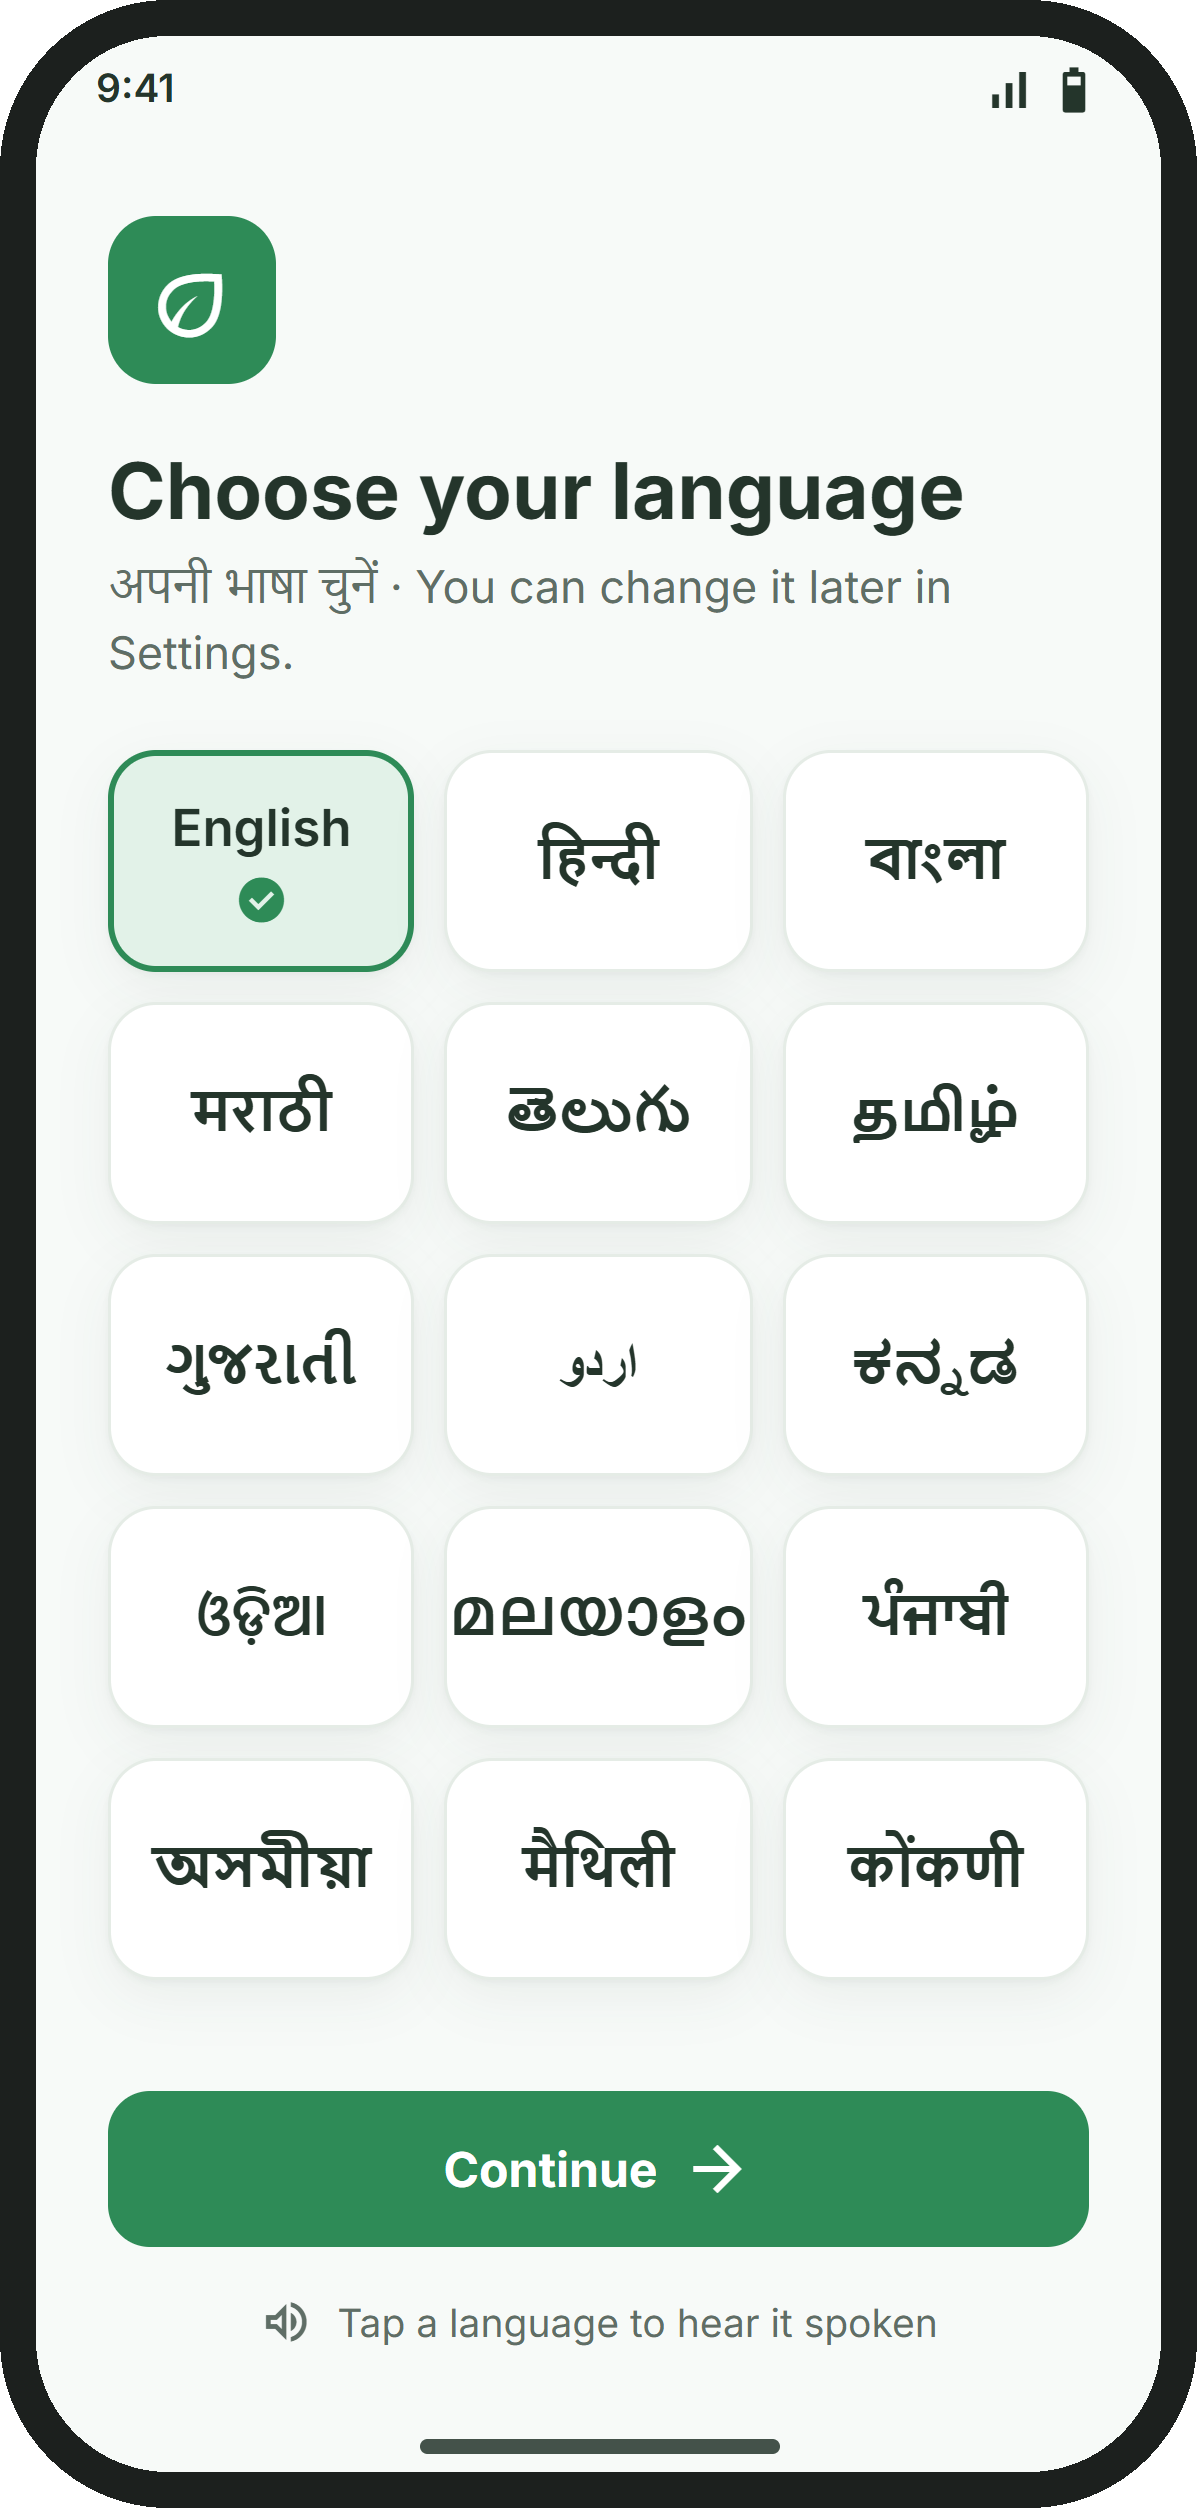 9:41
Choose your language
अपनी भाषा चुनें · You can change it later in
Settings.
English
हिन्दी
বাংলা
मराठी
తెలుగు
தமிழ்
ગુજરાતી
اردو
ಕನ್ನಡ
ଓଡ଼ିଆ
മലയാളം
ਪੰਜਾਬੀ
অসমীয়া
मैथिली
कोंकणी
Continue
Tap a language to hear it spoken